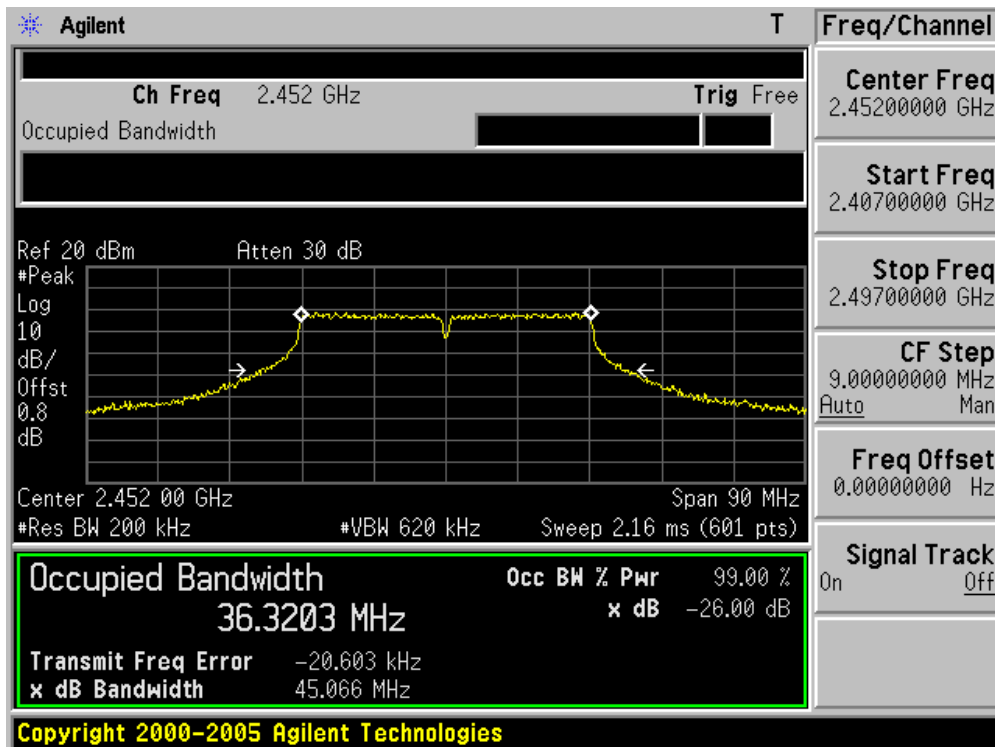 Agilent T
Ch Freq 2.452 GHz Trig Free
Occupied Bandwidth
Ref 20 dBm Atten 30 dB
#Peak
Log
10
dB/
Offst
0.8
dB
Center 2.452 00 GHz Span 90 MHz
#Res BW 200 kHz #VBW 620 kHz Sweep 2.16 ms (601 pts)
Occupied Bandwidth Occ BW % Pwr 99.00 %
36.3203 MHz x dB -26.00 dB
Transmit Freq Error -20.603 kHz
x dB Bandwidth 45.066 MHz
Copyright 2000-2005 Agilent Technologies
Freq/Channel
Center Freq
2.45200000 GHz
Start Freq
2.40700000 GHz
Stop Freq
2.49700000 GHz
CF Step
9.00000000 MHz
Auto Man
Freq Offset
0.00000000 Hz
Signal Track
On Off